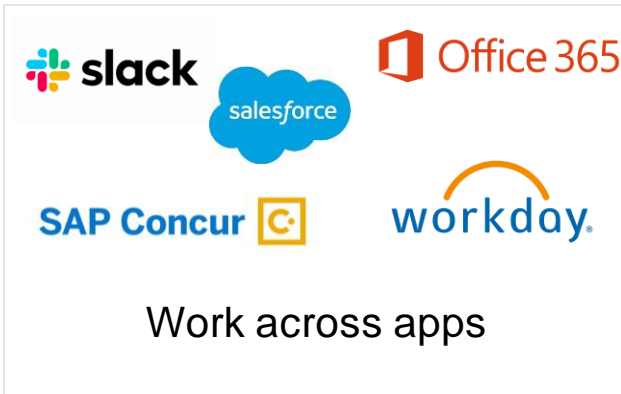 slack
Office 365
salesforce
SAP Concur C.
workday.
Work across apps